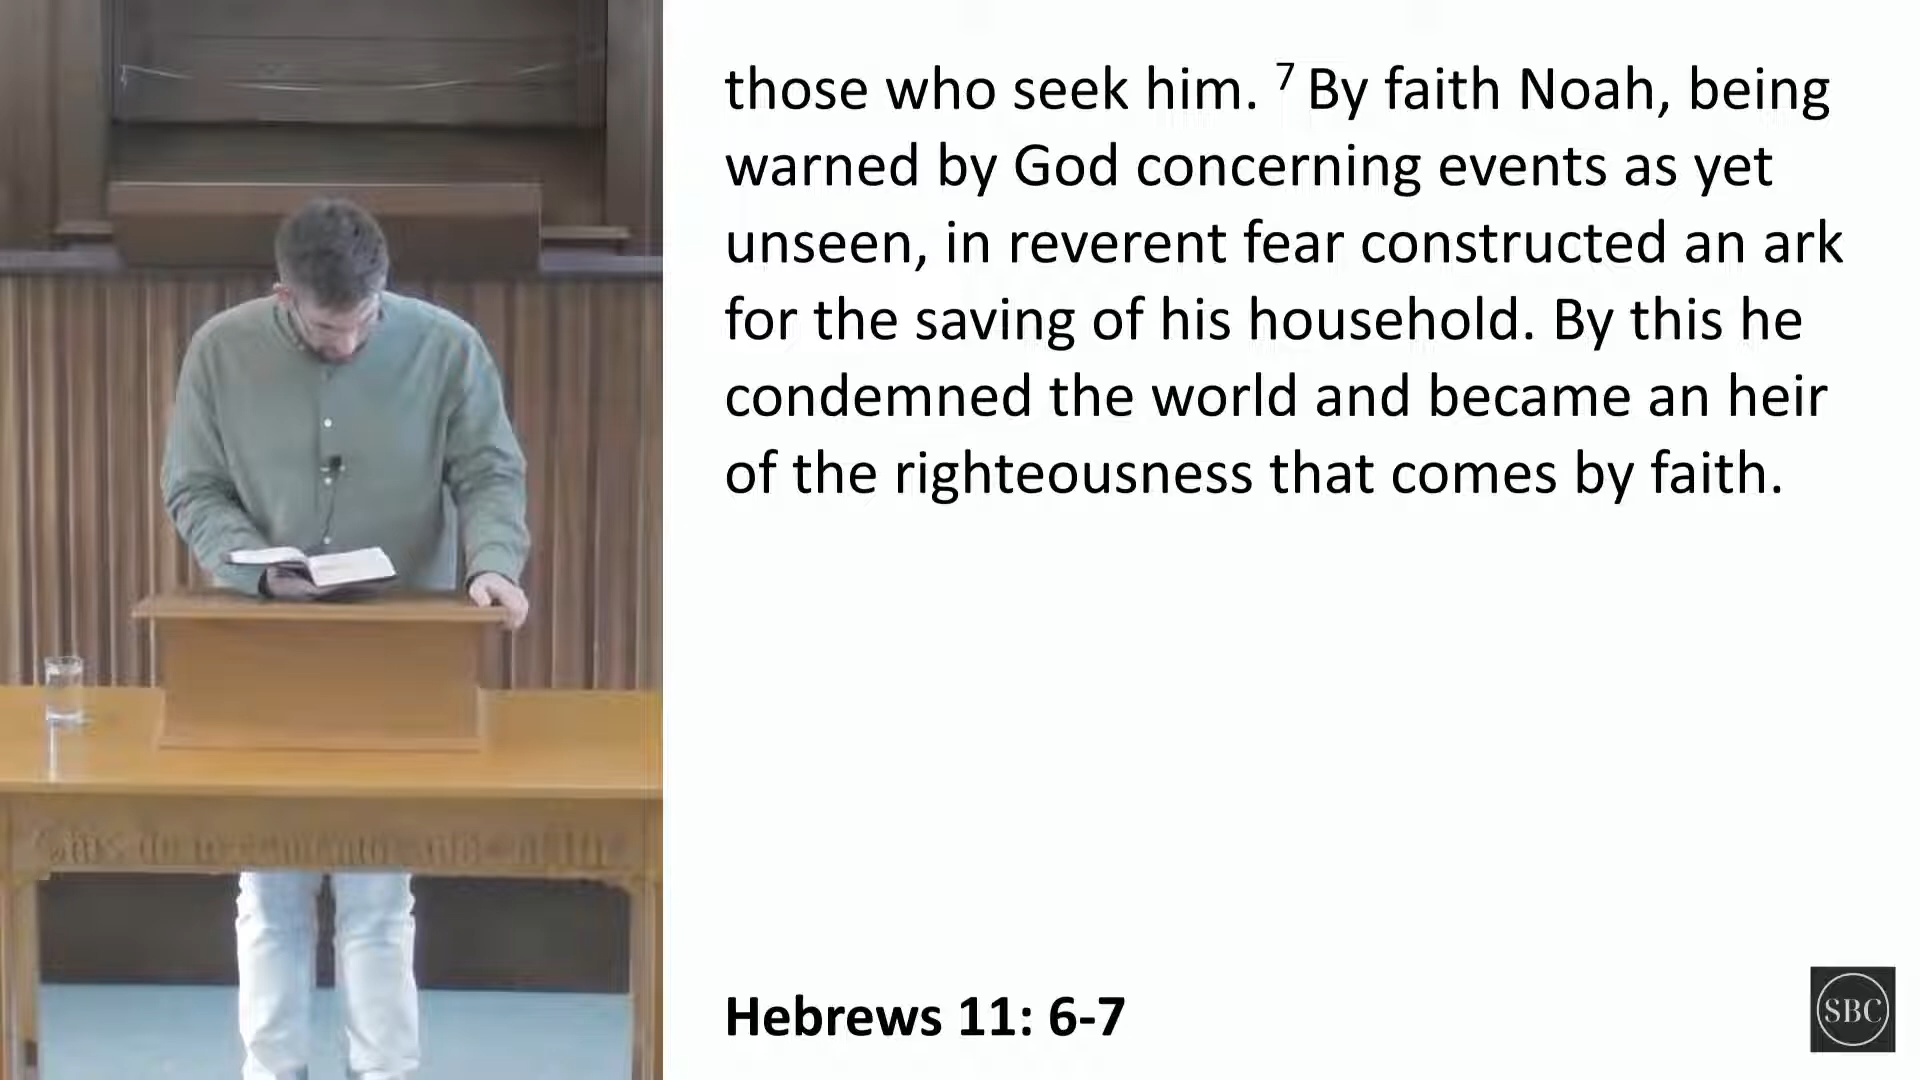 those who seek him. ⁷ By faith Noah, being
warned by God concerning events as yet
unseen, in reverent fear constructed an ark
for the saving of his household. By this he
condemned the world and became an heir
of the righteousness that comes by faith.
Hebrews 11: 6-7
SBC